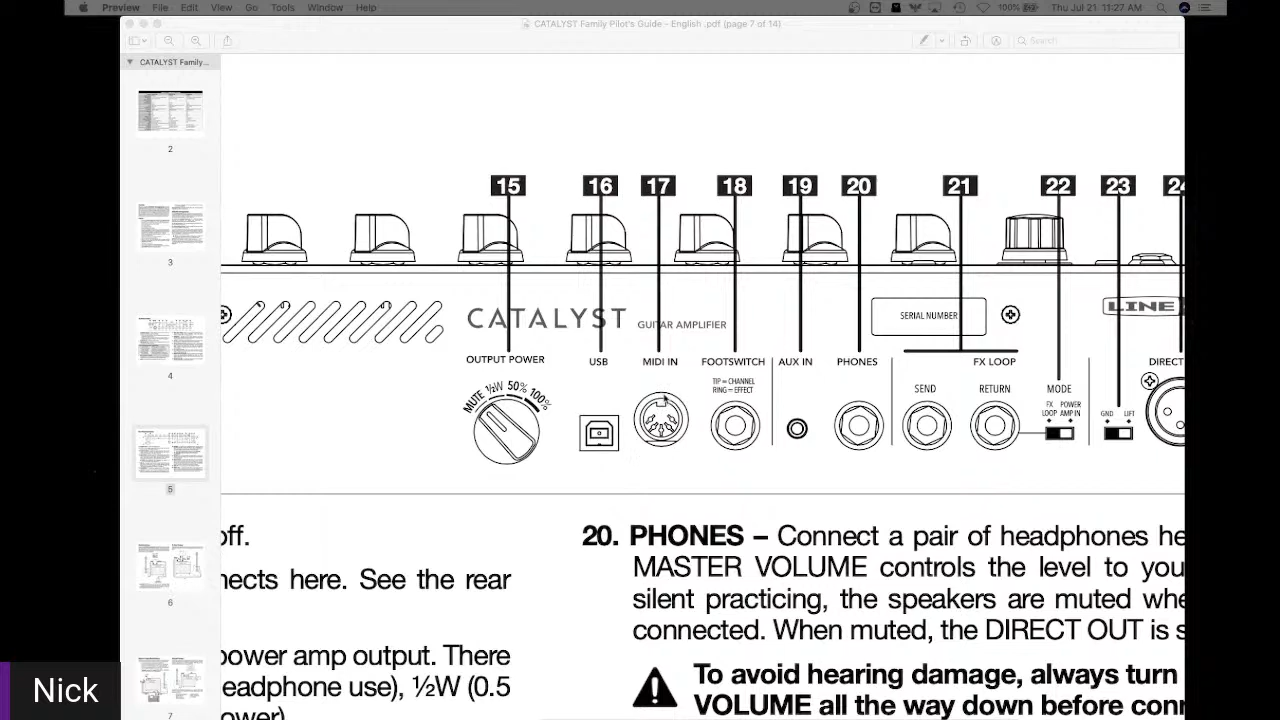 Preview File Edit View Go Tools Window Help
100% Thu Jul 21 11:27 AM
CATALYST Family Pilot's Guide - English .pdf (page 7 of 14)
Search
CATALYST Family...
2
3
4
5
6
7
15 16 17 18 19 20 21 22 23 24
CATALYST GUITAR AMPLIFIER
SERIAL NUMBER
LINE
OUTPUT POWER
USB
MIDI IN
FOOTSWITCH
AUX IN
PHONES
FX LOOP
DIRECT
TIP = CHANNEL
RING = EFFECT
SEND
RETURN
MODE
MUTE ½W 50% 100%
FX LOOP
POWER AMP IN
GND
LIFT
off.
nects here. See the rear
power amp output. There
eadphone use), ½W (0.5
ower)
20. PHONES – Connect a pair of headphones he
MASTER VOLUME controls the level to you
silent practicing, the speakers are muted whe
connected. When muted, the DIRECT OUT is s
To avoid hearing damage, always turn
VOLUME all the way down before conn
Nick